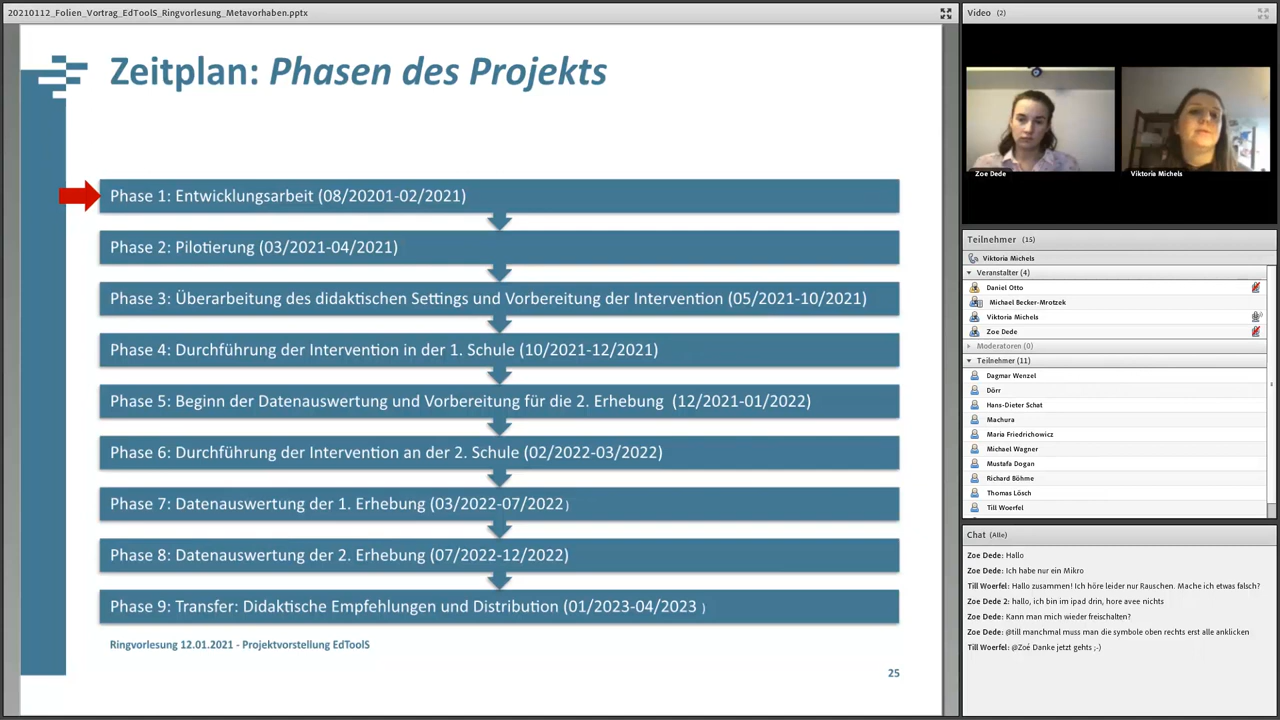 20210112_Folien_Vortrag_EdToolS_Ringvorlesung_Metavorhaben.pptx
Zeitplan: Phasen des Projekts
Phase 1: Entwicklungsarbeit (08/20201-02/2021)
Phase 2: Pilotierung (03/2021-04/2021)
Phase 3: Überarbeitung des didaktischen Settings und Vorbereitung der Intervention (05/2021-10/2021)
Phase 4: Durchführung der Intervention in der 1. Schule (10/2021-12/2021)
Phase 5: Beginn der Datenauswertung und Vorbereitung für die 2. Erhebung (12/2021-01/2022)
Phase 6: Durchführung der Intervention an der 2. Schule (02/2022-03/2022)
Phase 7: Datenauswertung der 1. Erhebung (03/2022-07/2022)
Phase 8: Datenauswertung der 2. Erhebung (07/2022-12/2022)
Phase 9: Transfer: Didaktische Empfehlungen und Distribution (01/2023-04/2023 )
Ringvorlesung 12.01.2021 - Projektvorstellung EdToolS
25
Video (2)
Zoe Dede
Viktoria Michels
Teilnehmer (15)
Viktoria Michels
Veranstalter (4)
Daniel Otto
Michael Becker-Mrotzek
Viktoria Michels
Zoe Dede
Moderatoren (0)
Teilnehmer (11)
Dagmar Wenzel
Dörr
Hans-Dieter Schat
Machura
Maria Friedrichowicz
Michael Wagner
Mustafa Dogan
Richard Böhme
Thomas Lösch
Till Woerfel
Chat (Alle)
Zoe Dede: Hallo
Zoe Dede: Ich habe nur ein Mikro
Till Woerfel: Hallo zusammen! Ich höre leider nur Rauschen. Mache ich etwas falsch?
Zoe Dede 2: hallo, ich bin im ipad drin, hore avee nichts
Zoe Dede: Kann man mich wieder freischalten?
Zoe Dede: @till manchmal muss man die symbole oben rechts erst alle anklicken
Till Woerfel: @Zoé Danke jetzt gehts ;-)